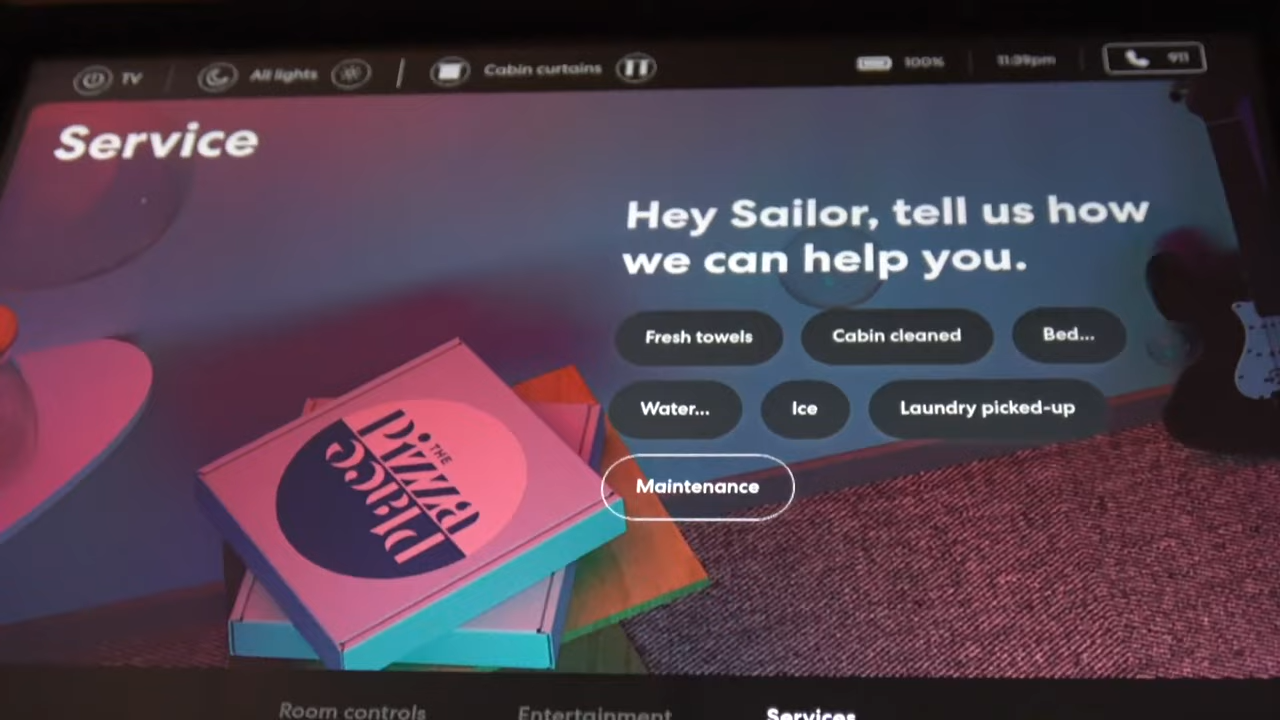 TV
All lights
Cabin curtains
100%
11:39pm
911
Service
Hey Sailor, tell us how
we can help you.
Fresh towels
Cabin cleaned
Bed...
Water...
Ice
Laundry picked-up
Maintenance
THE
Pizza
Place
Room controls
Entertainment
Services